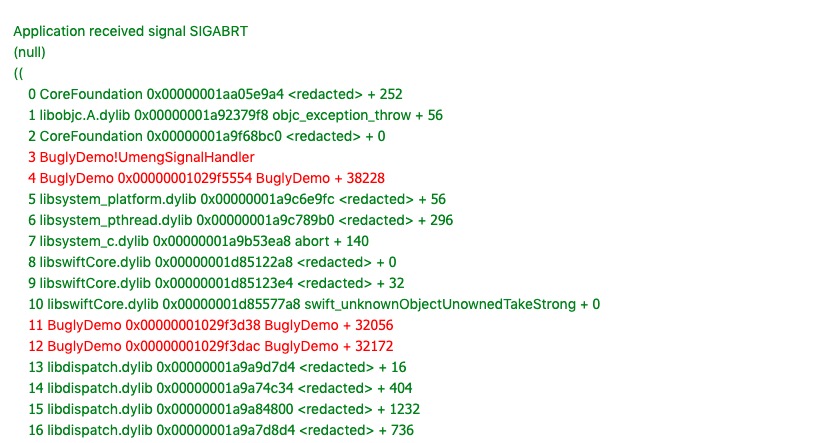 Application received signal SIGABRT
(null)
((
0 CoreFoundation 0x00000001aa05e9a4 <redacted> + 252
1 libobjc.A.dylib 0x00000001a92379f8 objc_exception_throw + 56
2 CoreFoundation 0x00000001a9f68bc0 <redacted> + 0
3 BuglyDemo!UmengSignalHandler
4 BuglyDemo 0x00000001029f5554 BuglyDemo + 38228
5 libsystem_platform.dylib 0x00000001a9c6e9fc <redacted> + 56
6 libsystem_pthread.dylib 0x00000001a9c789b0 <redacted> + 296
7 libsystem_c.dylib 0x00000001a9b53ea8 abort + 140
8 libswiftCore.dylib 0x00000001d85122a8 <redacted> + 0
9 libswiftCore.dylib 0x00000001d85123e4 <redacted> + 32
10 libswiftCore.dylib 0x00000001d85577a8 swift_unknownObjectUnownedTakeStrong + 0
11 BuglyDemo 0x00000001029f3d38 BuglyDemo + 32056
12 BuglyDemo 0x00000001029f3dac BuglyDemo + 32172
13 libdispatch.dylib 0x00000001a9a9d7d4 <redacted> + 16
14 libdispatch.dylib 0x00000001a9a74c34 <redacted> + 404
15 libdispatch.dylib 0x00000001a9a84800 <redacted> + 1232
16 libdispatch.dylib 0x00000001a9a7d8d4 <redacted> + 736